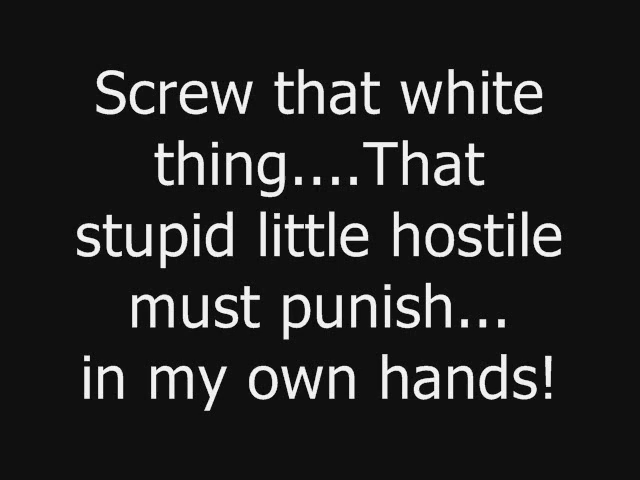 Screw that white
thing....That
stupid little hostile
must punish...
in my own hands!